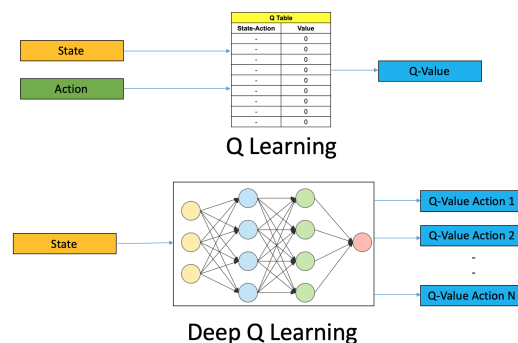 Q Table
State-Action Value
- 0
- 0
- 0
- 0
- 0
- 0
- 0
- 0
- 0
State
Action
Q-Value
Q Learning
State
Q-Value Action 1
Q-Value Action 2
-
-
Q-Value Action N
Deep Q Learning